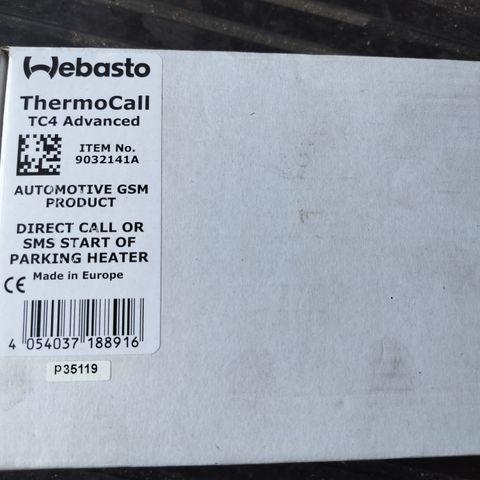 Webasto
ThermoCall
TC4 Advanced
ITEM No.
9032141A
AUTOMOTIVE GSM
PRODUCT
DIRECT CALL OR
SMS START OF
PARKING HEATER
Made in Europe
CE
4 054037 188916
P35119